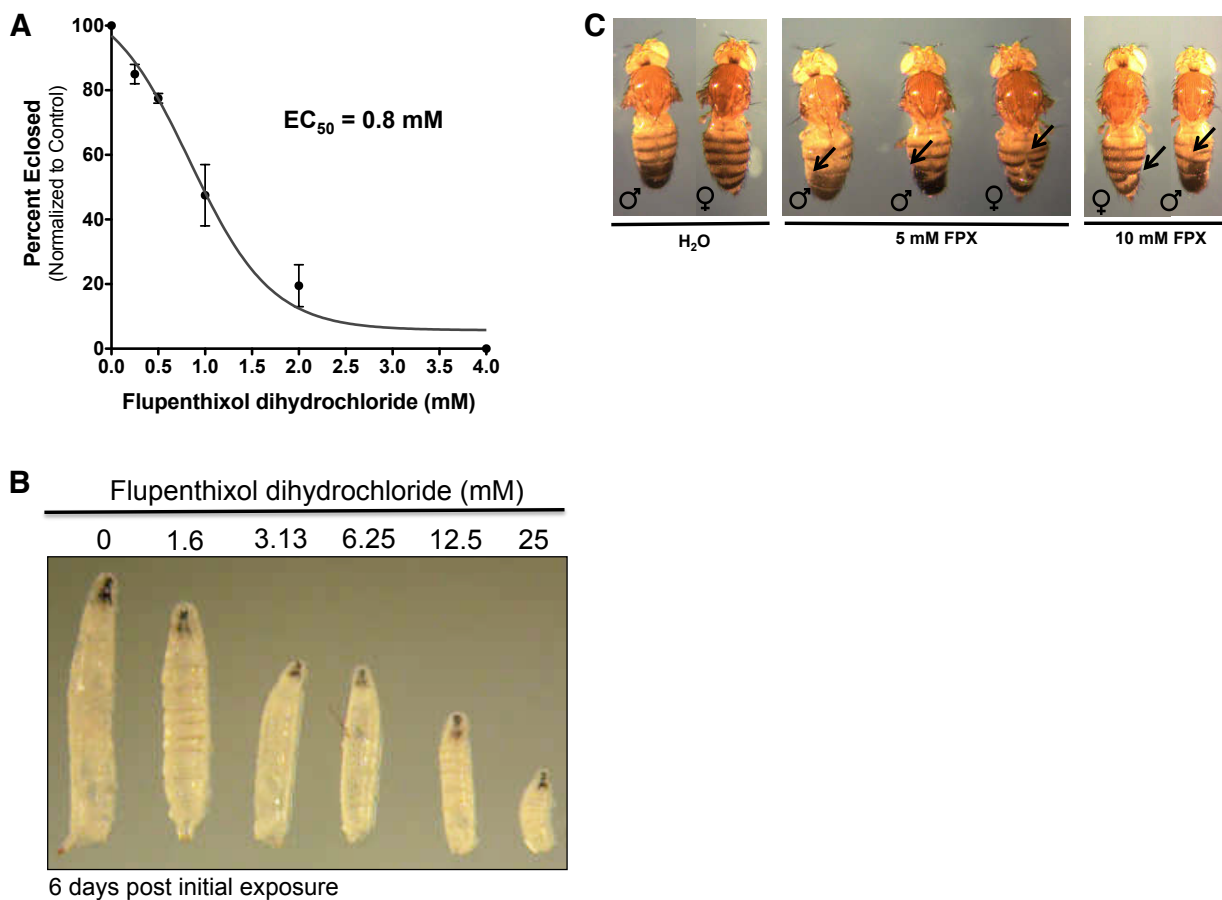 A
100
80
60
40
20
0
Percent Eclosed
(Normalized to Control)
EC50 = 0.8 mM
0.0 0.5 1.0 1.5 2.0 2.5 3.0 3.5 4.0
Flupenthixol dihydrochloride (mM)
B
Flupenthixol dihydrochloride (mM)
0 1.6 3.13 6.25 12.5 25
6 days post initial exposure
C
♂ ♀ ♂ ♂ ♀ ♀ ♂
H2O 5 mM FPX 10 mM FPX